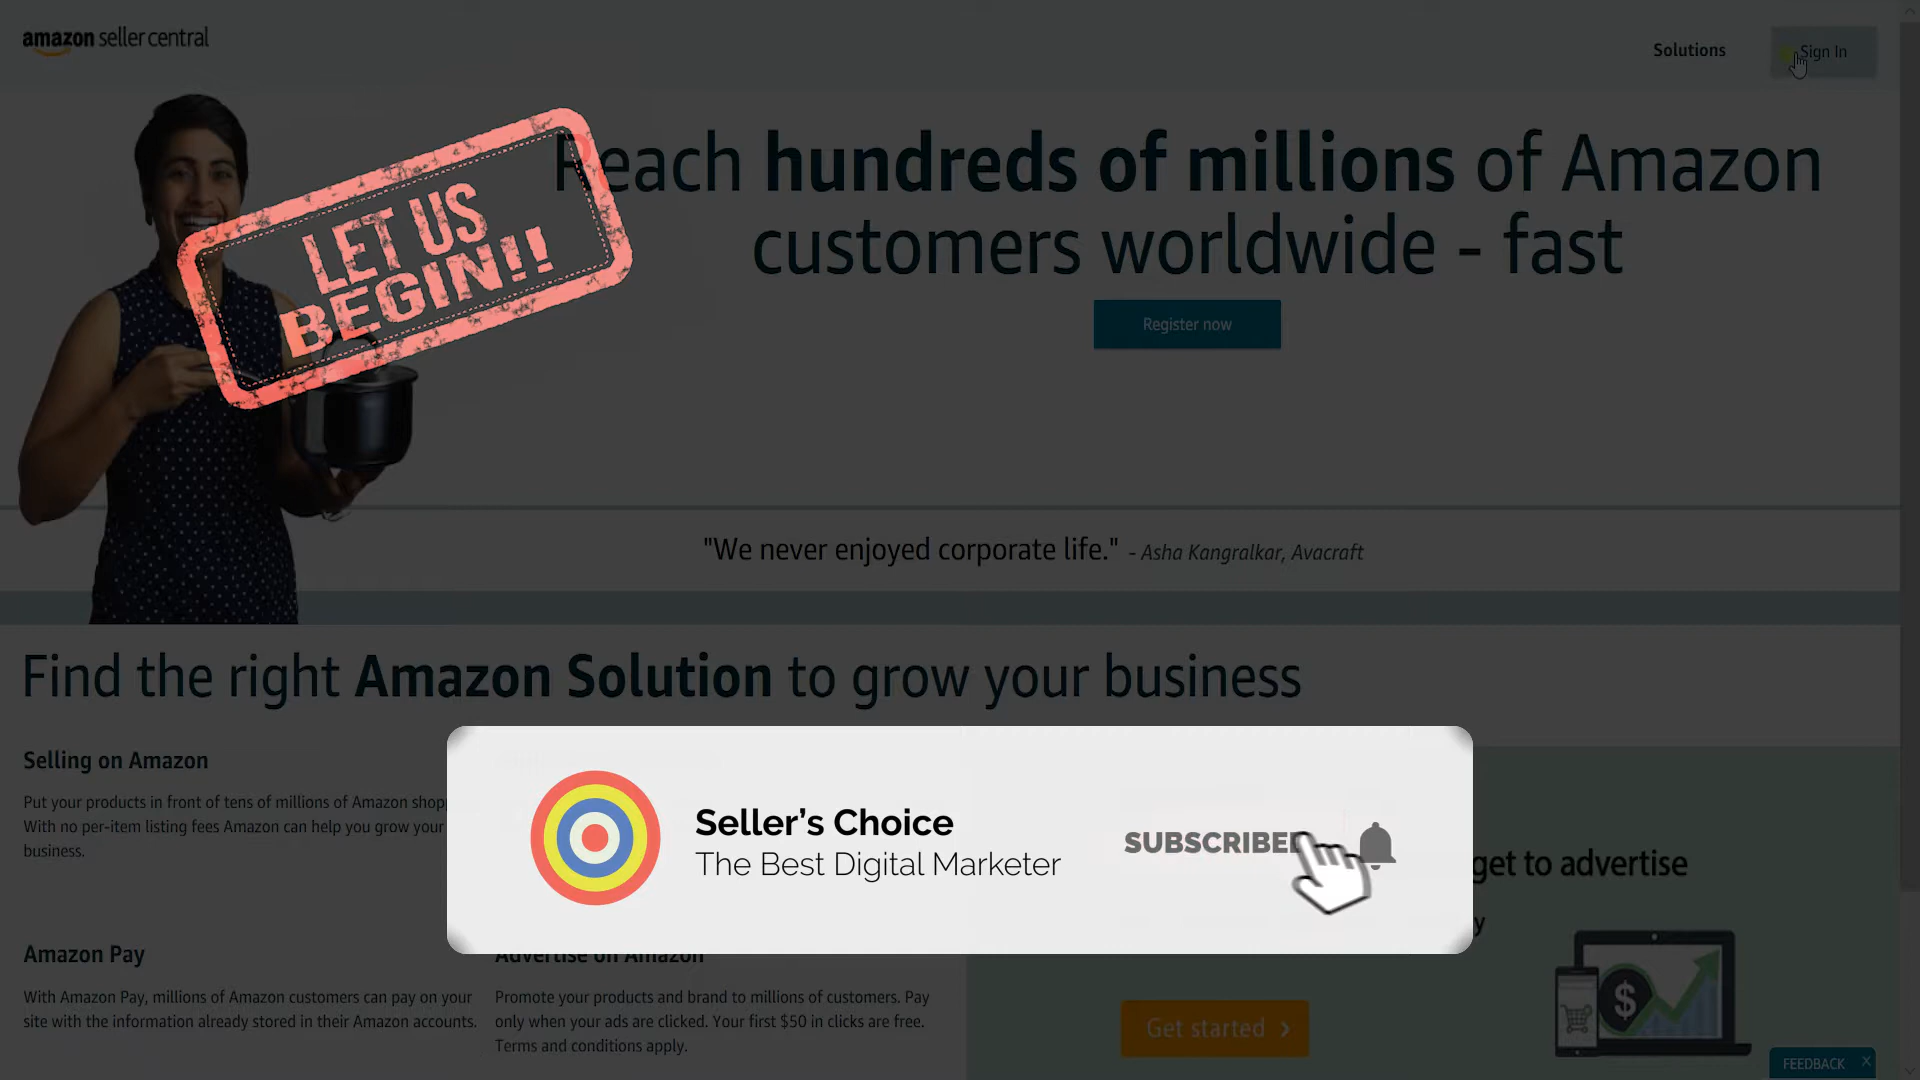 amazon seller central
Solutions
Sign In
LET US
BEGIN!!
Reach hundreds of millions of Amazon
customers worldwide - fast
Register now
"We never enjoyed corporate life." - Asha Kangralkar, Avacraft
Find the right Amazon Solution to grow your business
Selling on Amazon
Put your products in front of tens of millions of Amazon
With no per-item listing fees Amazon can help you grow your
business.
Seller's Choice
The Best Digital Marketer
SUBSCRIBED
get to advertise
Amazon Pay
With Amazon Pay, millions of Amazon customers can pay on your
site with the information already stored in their Amazon accounts.
Advertise on Amazon
Promote your products and brand to millions of customers. Pay
only when your ads are clicked. Your first $50 in clicks are free.
Terms and conditions apply.
Get started
$
FEEDBACK X